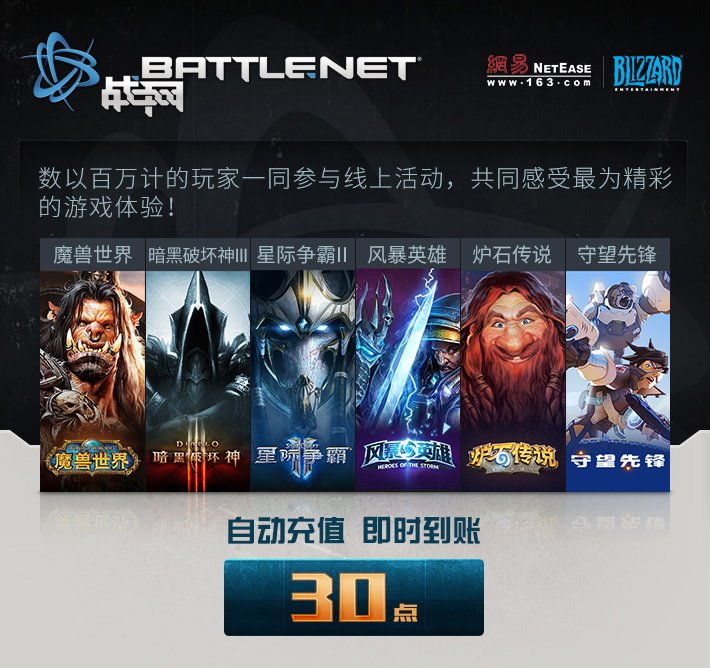 BATTLE.NET
战网
網易 NETEASE
www.163.com
BLIZZARD
ENTERTAINMENT
数以百万计的玩家一同参与线上活动，共同感受最为精彩
的游戏体验！
魔兽世界
暗黑破坏神III
星际争霸II
风暴英雄
炉石传说
守望先锋
魔兽世界
DIABLO
暗黑破坏神
III
STARCRAFT
II
星际争霸
风暴英雄
HEROES OF THE STORM
炉石传说
守望先锋
自动充值 即时到账
30点